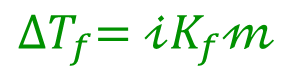 ΔT_f = iK_f m